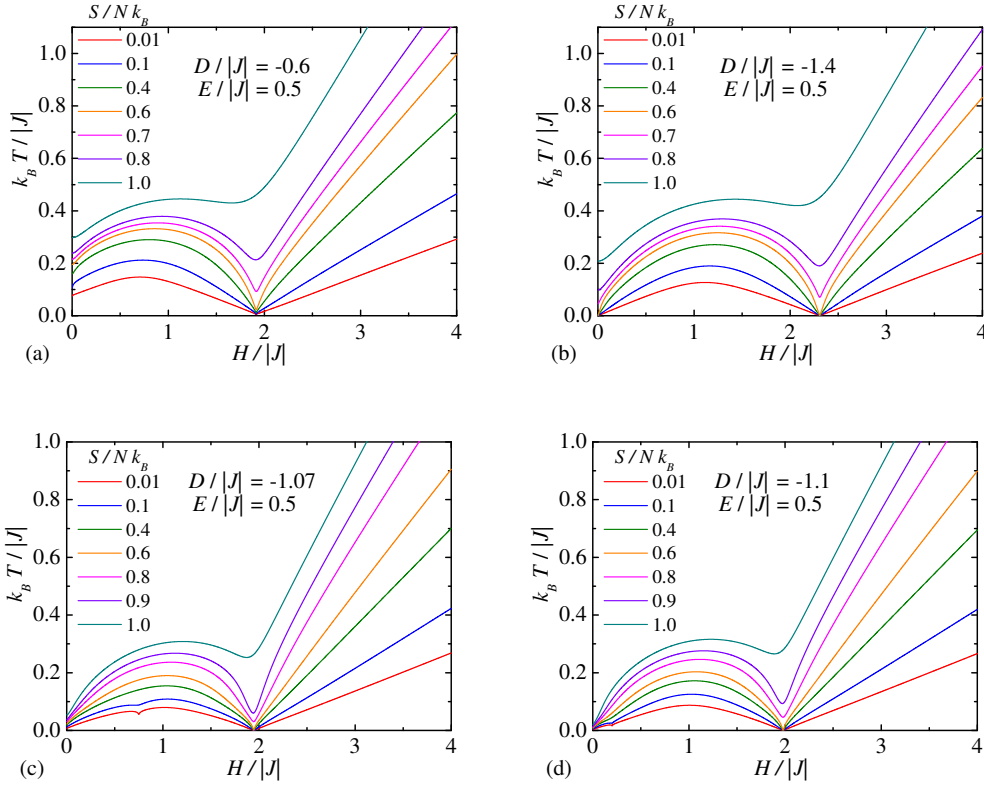 S / N k_B
0.01
0.1
0.4
0.6
0.7
0.8
1.0
D / |J| = -0.6
E / |J| = 0.5
k_B T / |J|
1.0
0.8
0.6
0.4
0.2
0.0
0 1 2 3 4
(a) H / |J|
S / N k_B
0.01
0.1
0.4
0.6
0.7
0.8
1.0
D / |J| = -1.4
E / |J| = 0.5
k_B T / |J|
1.0
0.8
0.6
0.4
0.2
0.0
0 1 2 3 4
(b) H / |J|
S / N k_B
0.01
0.1
0.4
0.6
0.8
0.9
1.0
D / |J| = -1.07
E / |J| = 0.5
k_B T / |J|
1.0
0.8
0.6
0.4
0.2
0.0
0 1 2 3 4
(c) H / |J|
S / N k_B
0.01
0.1
0.4
0.6
0.8
0.9
1.0
D / |J| = -1.1
E / |J| = 0.5
k_B T / |J|
1.0
0.8
0.6
0.4
0.2
0.0
0 1 2 3 4
(d) H / |J|